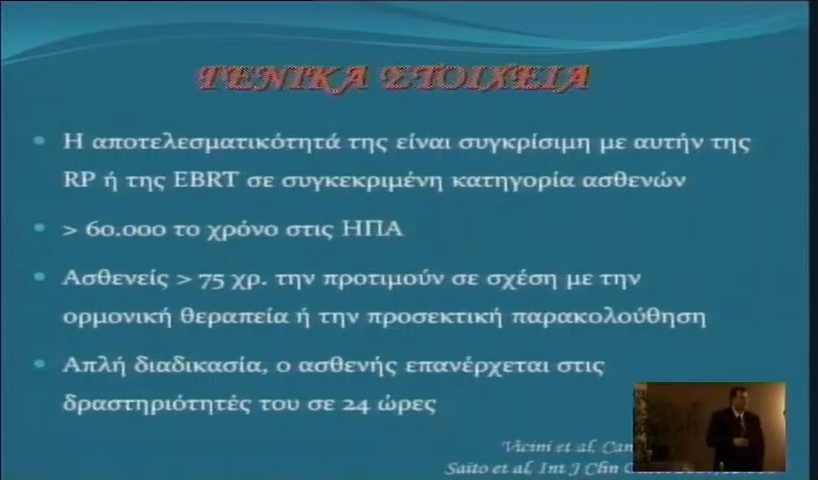 ΓΕΝΙΚΑ ΣΤΟΙΧΕΙΑ
Η αποτελεσματικότητά της είναι συγκρίσιμη με αυτήν της
RP ή της EBRT σε συγκεκριμένη κατηγορία ασθενών
> 60.000 το χρόνο στις ΗΠΑ
Ασθενείς > 75 χρ. την προτιμούν σε σχέση με την
ορμονική θεραπεία ή την προσεκτική παρακολούθηση
Απλή διαδικασία, ο ασθενής επανέρχεται στις
δραστηριότητές του σε 24 ώρες
Vicini et al,
Saito et al, Int J Clin